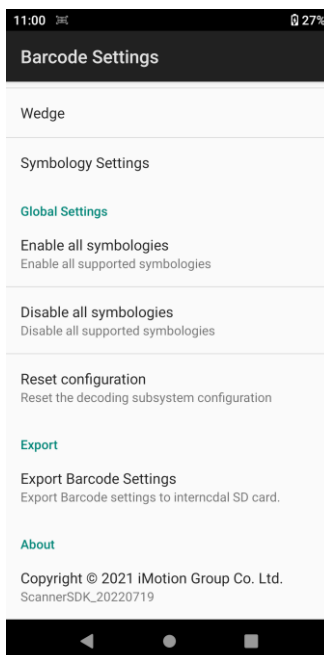 11:00 27%
Barcode Settings
Wedge
Symbology Settings
Global Settings
Enable all symbologies
Enable all supported symbologies
Disable all symbologies
Disable all supported symbologies
Reset configuration
Reset the decoding subsystem configuration
Export
Export Barcode Settings
Export Barcode settings to interncdal SD card.
About
Copyright © 2021 iMotion Group Co. Ltd.
ScannerSDK_20220719